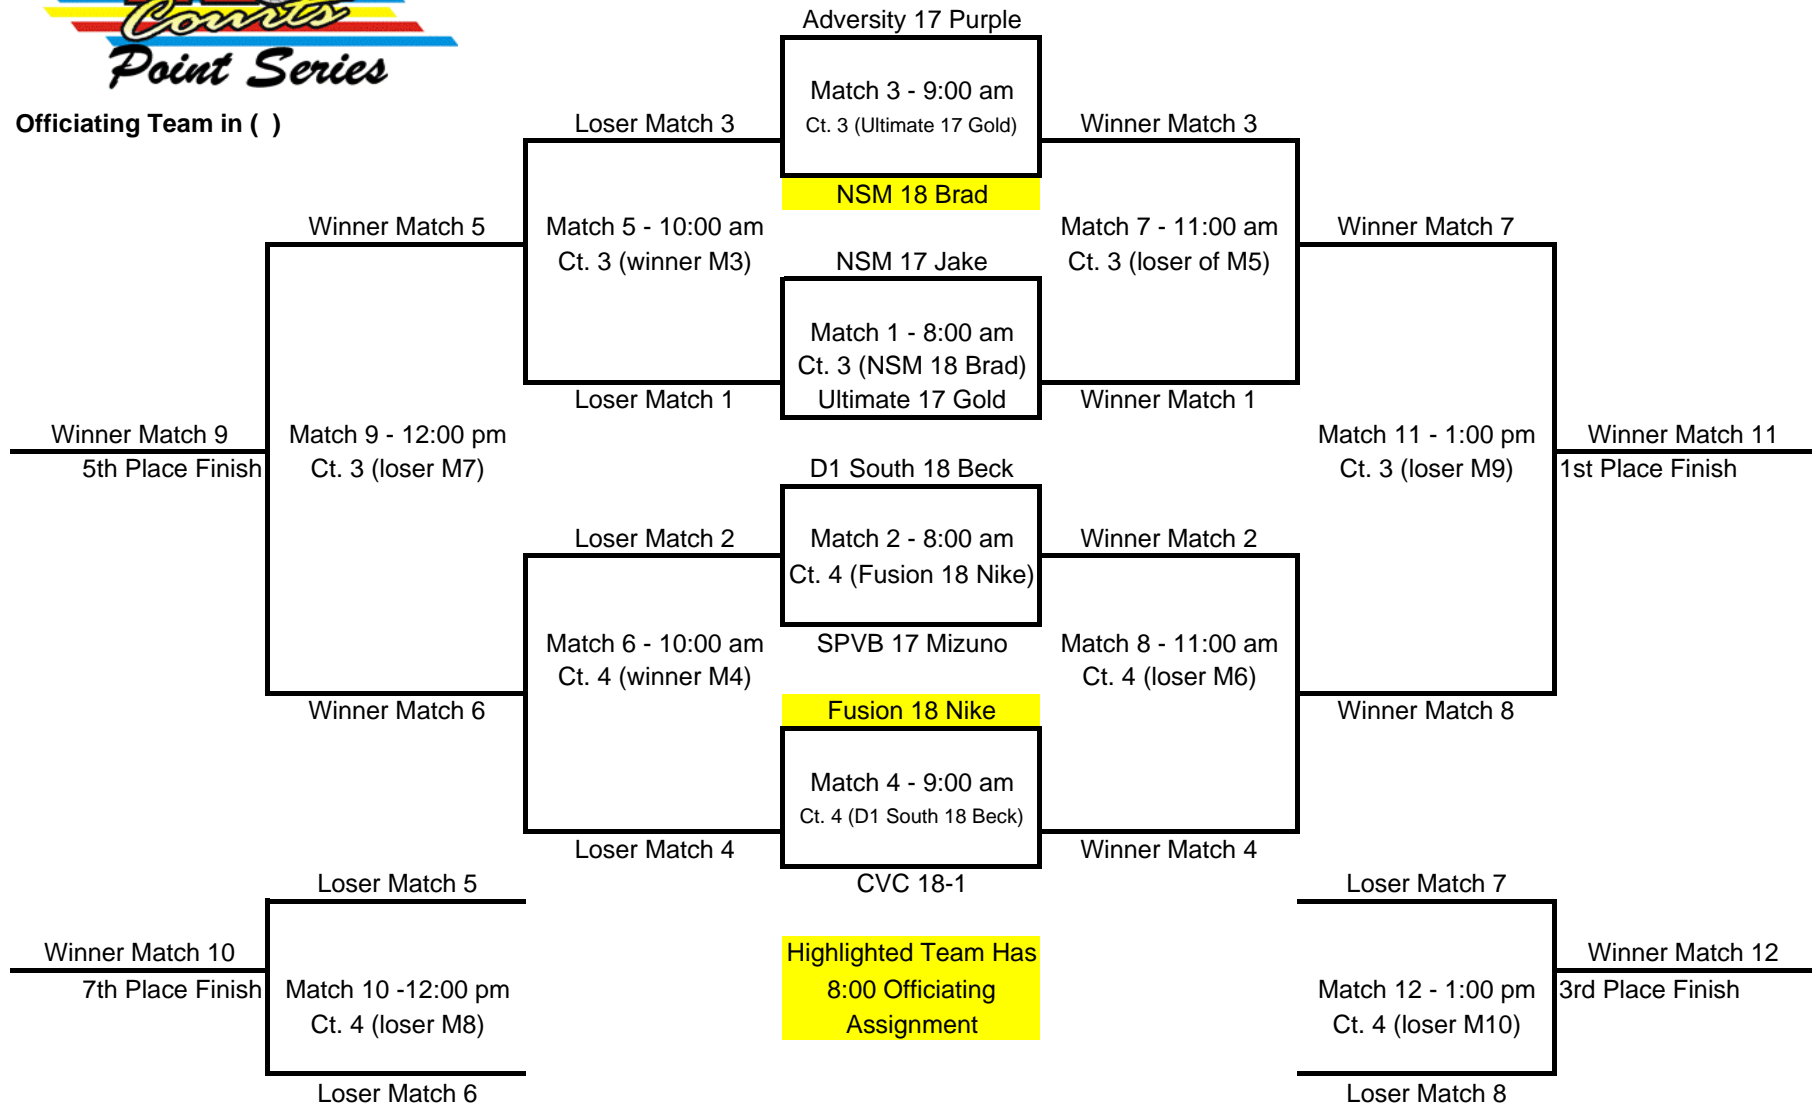 Courts
Point Series
Officiating Team in ( )
Adversity 17 Purple
Match 3 - 9:00 am
Ct. 3 (Ultimate 17 Gold)
Loser Match 3
Winner Match 3
NSM 18 Brad
Winner Match 5
Match 5 - 10:00 am
Ct. 3 (winner M3)
Match 7 - 11:00 am
Ct. 3 (loser of M5)
Winner Match 7
NSM 17 Jake
Match 1 - 8:00 am
Ct. 3 (NSM 18 Brad)
Ultimate 17 Gold
Loser Match 1
Winner Match 1
Winner Match 9
5th Place Finish
Match 9 - 12:00 pm
Ct. 3 (loser M7)
Match 11 - 1:00 pm
Ct. 3 (loser M9)
Winner Match 11
1st Place Finish
D1 South 18 Beck
Loser Match 2
Match 2 - 8:00 am
Ct. 4 (Fusion 18 Nike)
Winner Match 2
SPVB 17 Mizuno
Match 6 - 10:00 am
Ct. 4 (winner M4)
Match 8 - 11:00 am
Ct. 4 (loser M6)
Winner Match 6
Fusion 18 Nike
Winner Match 8
Match 4 - 9:00 am
Ct. 4 (D1 South 18 Beck)
Loser Match 4
Winner Match 4
CVC 18-1
Loser Match 5
Loser Match 7
Winner Match 10
7th Place Finish
Match 10 -12:00 pm
Ct. 4 (loser M8)
Highlighted Team Has
8:00 Officiating
Assignment
Match 12 - 1:00 pm
Ct. 4 (loser M10)
Winner Match 12
3rd Place Finish
Loser Match 6
Loser Match 8